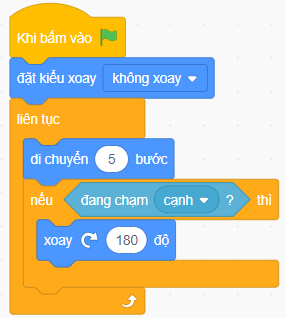 Khi bấm vào
đặt kiểu xoay không xoay
liên tục
di chuyển 5 bước
nếu đang chạm cạnh ? thì
xoay 180 độ